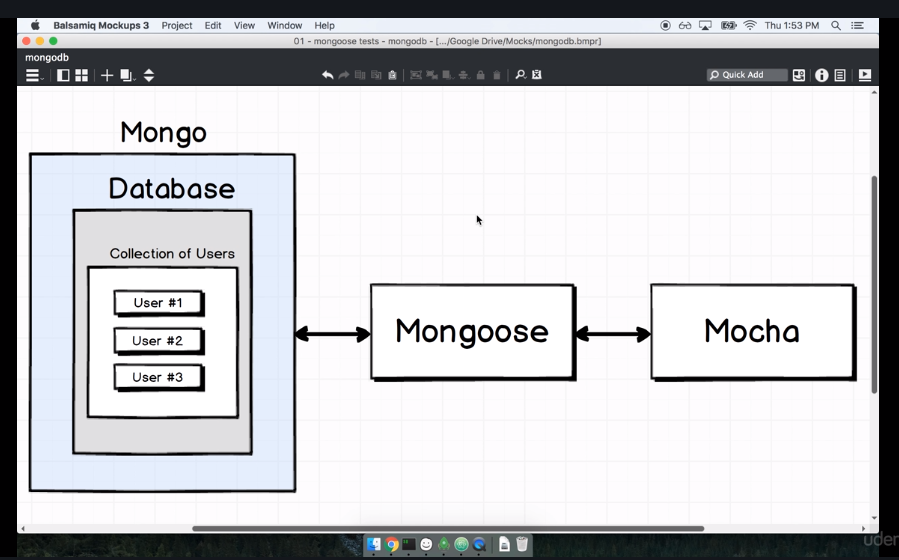 Balsamiq Mockups 3 Project Edit View Window Help Thu 1:53 PM
01 - mongoose tests - mongodb - [.../Google Drive/Mocks/mongodb.bmpr]
mongodb
Quick Add
Mongo
Database
Collection of Users
User #1
User #2
User #3
Mongoose
Mocha